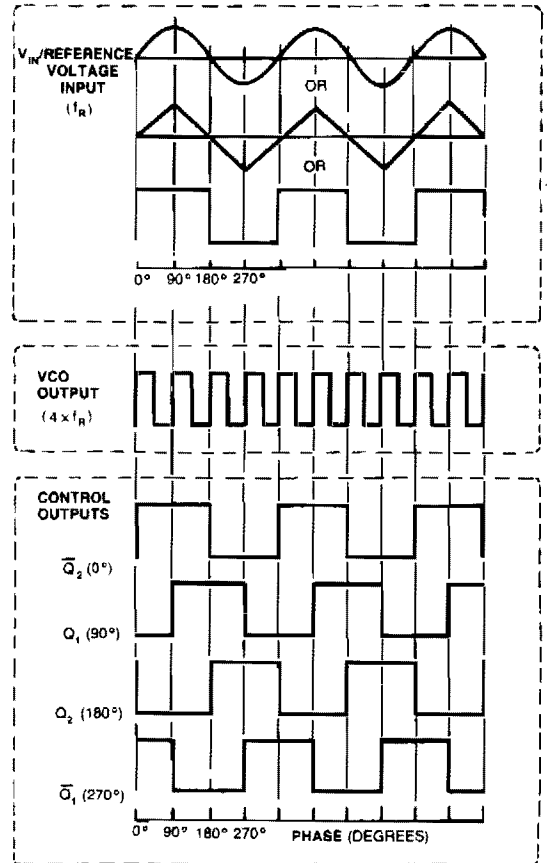 V_IN/REFERENCE
VOLTAGE
INPUT
(f_R)
OR
OR
0° 90° 180° 270°
VCO
OUTPUT
(4 x f_R)
CONTROL
OUTPUTS
Q̅₂ (0°)
Q₁ (90°)
Q₂ (180°)
Q̅₁ (270°)
0° 90° 180° 270° PHASE (DEGREES)